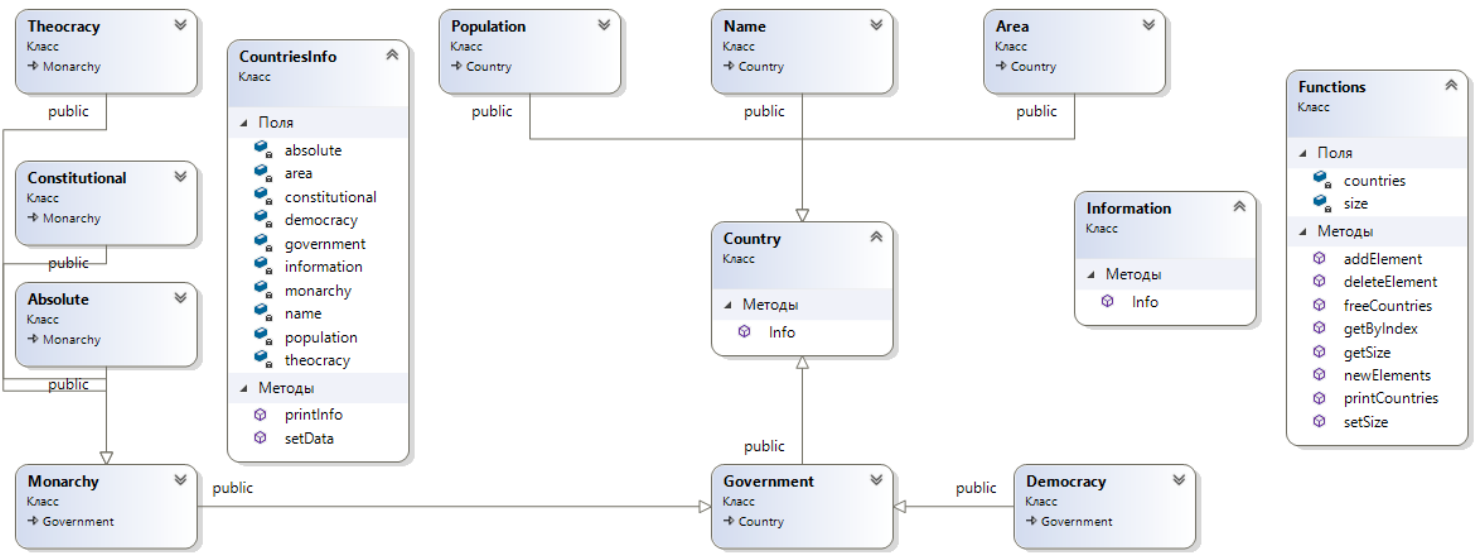 Theocracy
Класс
Monarchy
public
Constitutional
Класс
Monarchy
public
Absolute
Класс
Monarchy
public
Monarchy
Класс
Government
public
CountriesInfo
Класс
Поля
absolute
area
constitutional
democracy
government
information
monarchy
name
population
theocracy
Методы
printInfo
setData
Population
Класс
Country
public
Name
Класс
Country
public
Area
Класс
Country
public
Country
Класс
Методы
Info
public
Government
Класс
Country
public
Democracy
Класс
Government
Information
Класс
Методы
Info
Functions
Класс
Поля
countries
size
Методы
addElement
deleteElement
freeCountries
getByIndex
getSize
newElements
printCountries
setSize